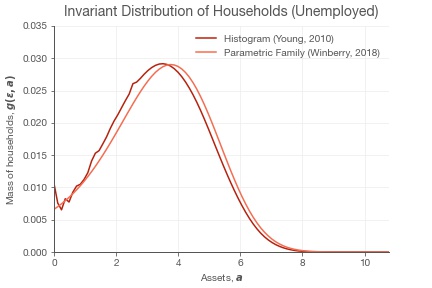 Invariant Distribution of Households (Unemployed)
Histogram (Young, 2010)
Parametric Family (Winberry, 2018)
Mass of households, g(ε, a)
0.035
0.030
0.025
0.020
0.015
0.010
0.005
0.000
0 2 4 6 8 10
Assets, a